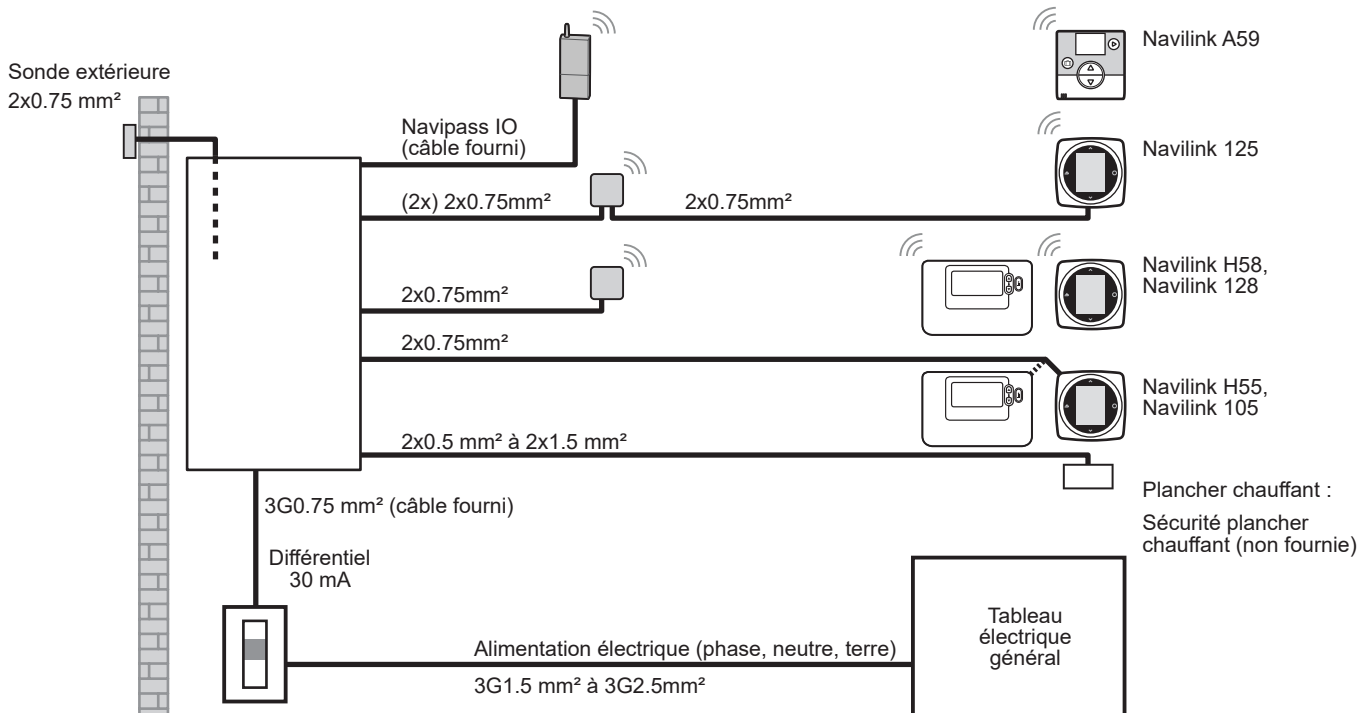 Sonde extérieure
2x0.75 mm²
Navipass IO
(câble fourni)
Navilink A59
Navilink 125
(2x) 2x0.75mm²
2x0.75mm²
Navilink H58,
Navilink 128
2x0.75mm²
2x0.75mm²
Navilink H55,
Navilink 105
2x0.5 mm² à 2x1.5 mm²
Plancher chauffant :
Sécurité plancher
chauffant (non fournie)
3G0.75 mm² (câble fourni)
Différentiel
30 mA
Alimentation électrique (phase, neutre, terre)
3G1.5 mm² à 3G2.5mm²
Tableau
électrique
général